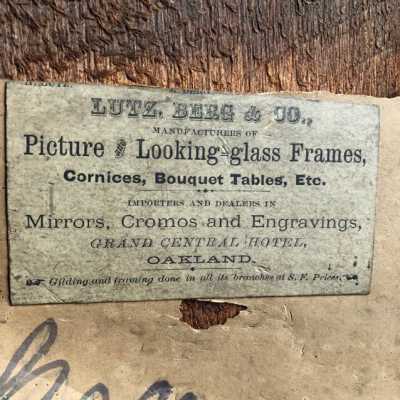 LUTZ, BERG & CO.,
MANUFACTURERS OF
Picture & Looking-glass Frames,
Cornices, Bouquet Tables, Etc.
IMPORTERS AND DEALERS IN
Mirrors, Cromos and Engravings,
GRAND CENTRAL HOTEL,
OAKLAND.
Gilding and framing done in all its branches at S. F. Prices.